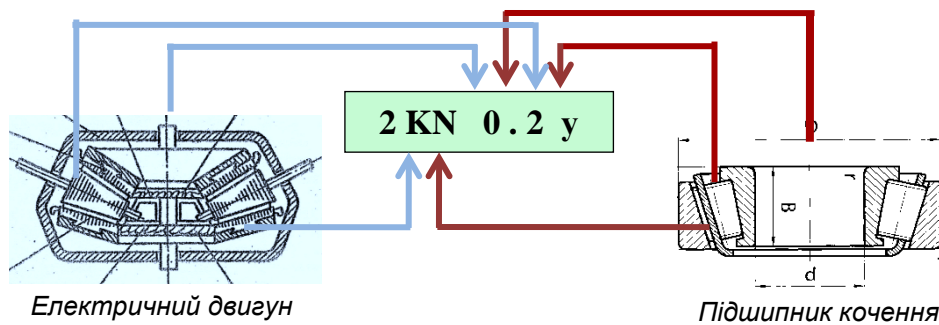 2 KN 0.2 y
D
r
B
d
Електричний двигун
Підшипник кочення